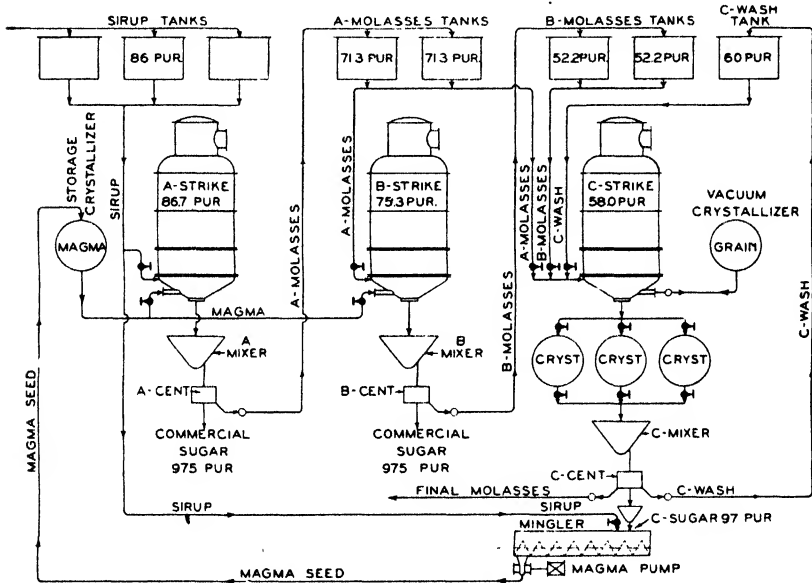 SIRUP TANKS
A-MOLASSES TANKS
B-MOLASSES TANKS
C-WASH
TANK
86 PUR.
71.3 PUR.
71.3 PUR.
52.2 PUR.
52.2 PUR.
60 PUR
STORAGE
CRYSTALLIZER
MAGMA
SIRUP
A-STRIKE
86.7 PUR
A-MOLASSES
A-MOLASSES
B-STRIKE
75.3 PUR.
B-MOLASSES
A-MOLASSES
B-MOLASSES
C-WASH
C-STRIKE
58.0 PUR
VACUUM
CRYSTALLIZER
GRAIN
C-WASH
MAGMA
A
MIXER
B
MIXER
CRYST
CRYST
CRYST
A-CENT
B-CENT
COMMERCIAL
SUGAR
975 PUR
COMMERCIAL
SUGAR
975 PUR
C-MIXER
C-CENT
FINAL MOLASSES
C-WASH
MAGMA SEED
SIRUP
SIRUP
C-SUGAR 97 PUR
MINGLER
MAGMA PUMP
MAGMA SEED